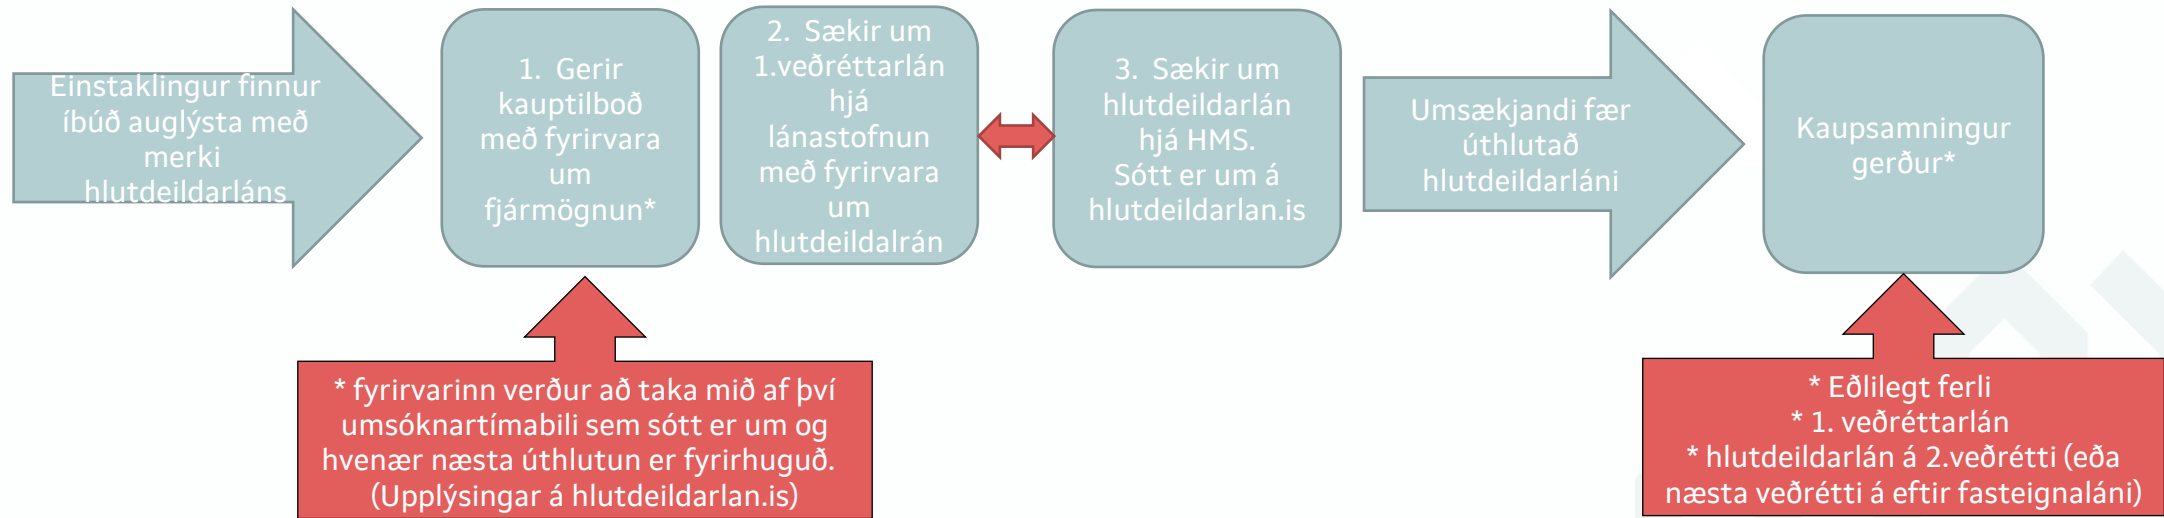 Einstaklingur finnur
íbúð auglýsta með
merki
hlutdeildarláns
1. Gerir
kauptilboð
með fyrirvara
um
fjármögnun*
2. Sækir um
1.veðréttarlán
hjá
lánastofnun
með fyrirvara
um
hlutdeildalrán
3. Sækir um
hlutdeildarlán
hjá HMS.
Sótt er um á
hlutdeildarlan.is
Umsækjandi fær
úthlutað
hlutdeildarláni
Kaupsamningur
gerður*
* fyrirvarinn verður að taka mið af því
umsóknartímabili sem sótt er um og
hvenær næsta úthlutun er fyrirhuguð.
(Upplýsingar á hlutdeildarlan.is)
* Eðlilegt ferli
* 1. veðréttarlán
* hlutdeildarlán á 2.veðrétti (eða
næsta veðrétti á eftir fasteignaláni)